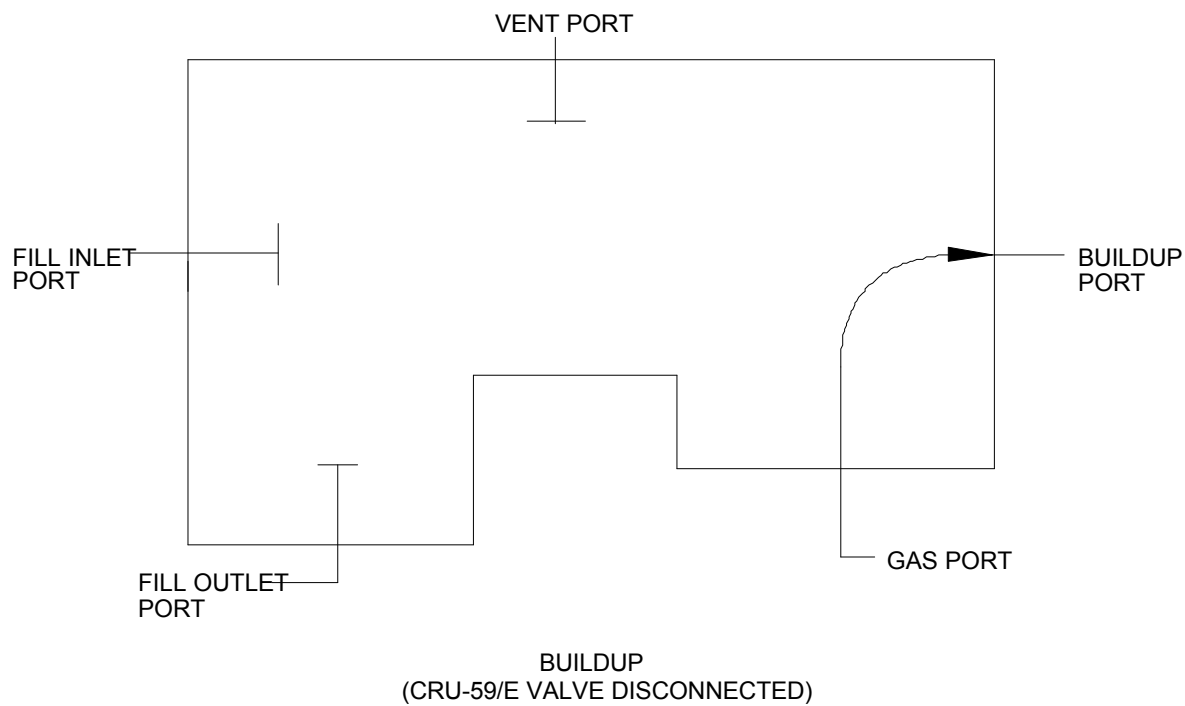 VENT PORT
FILL INLET
PORT
BUILDUP
PORT
GAS PORT
FILL OUTLET
PORT
BUILDUP
(CRU-59/E VALVE DISCONNECTED)